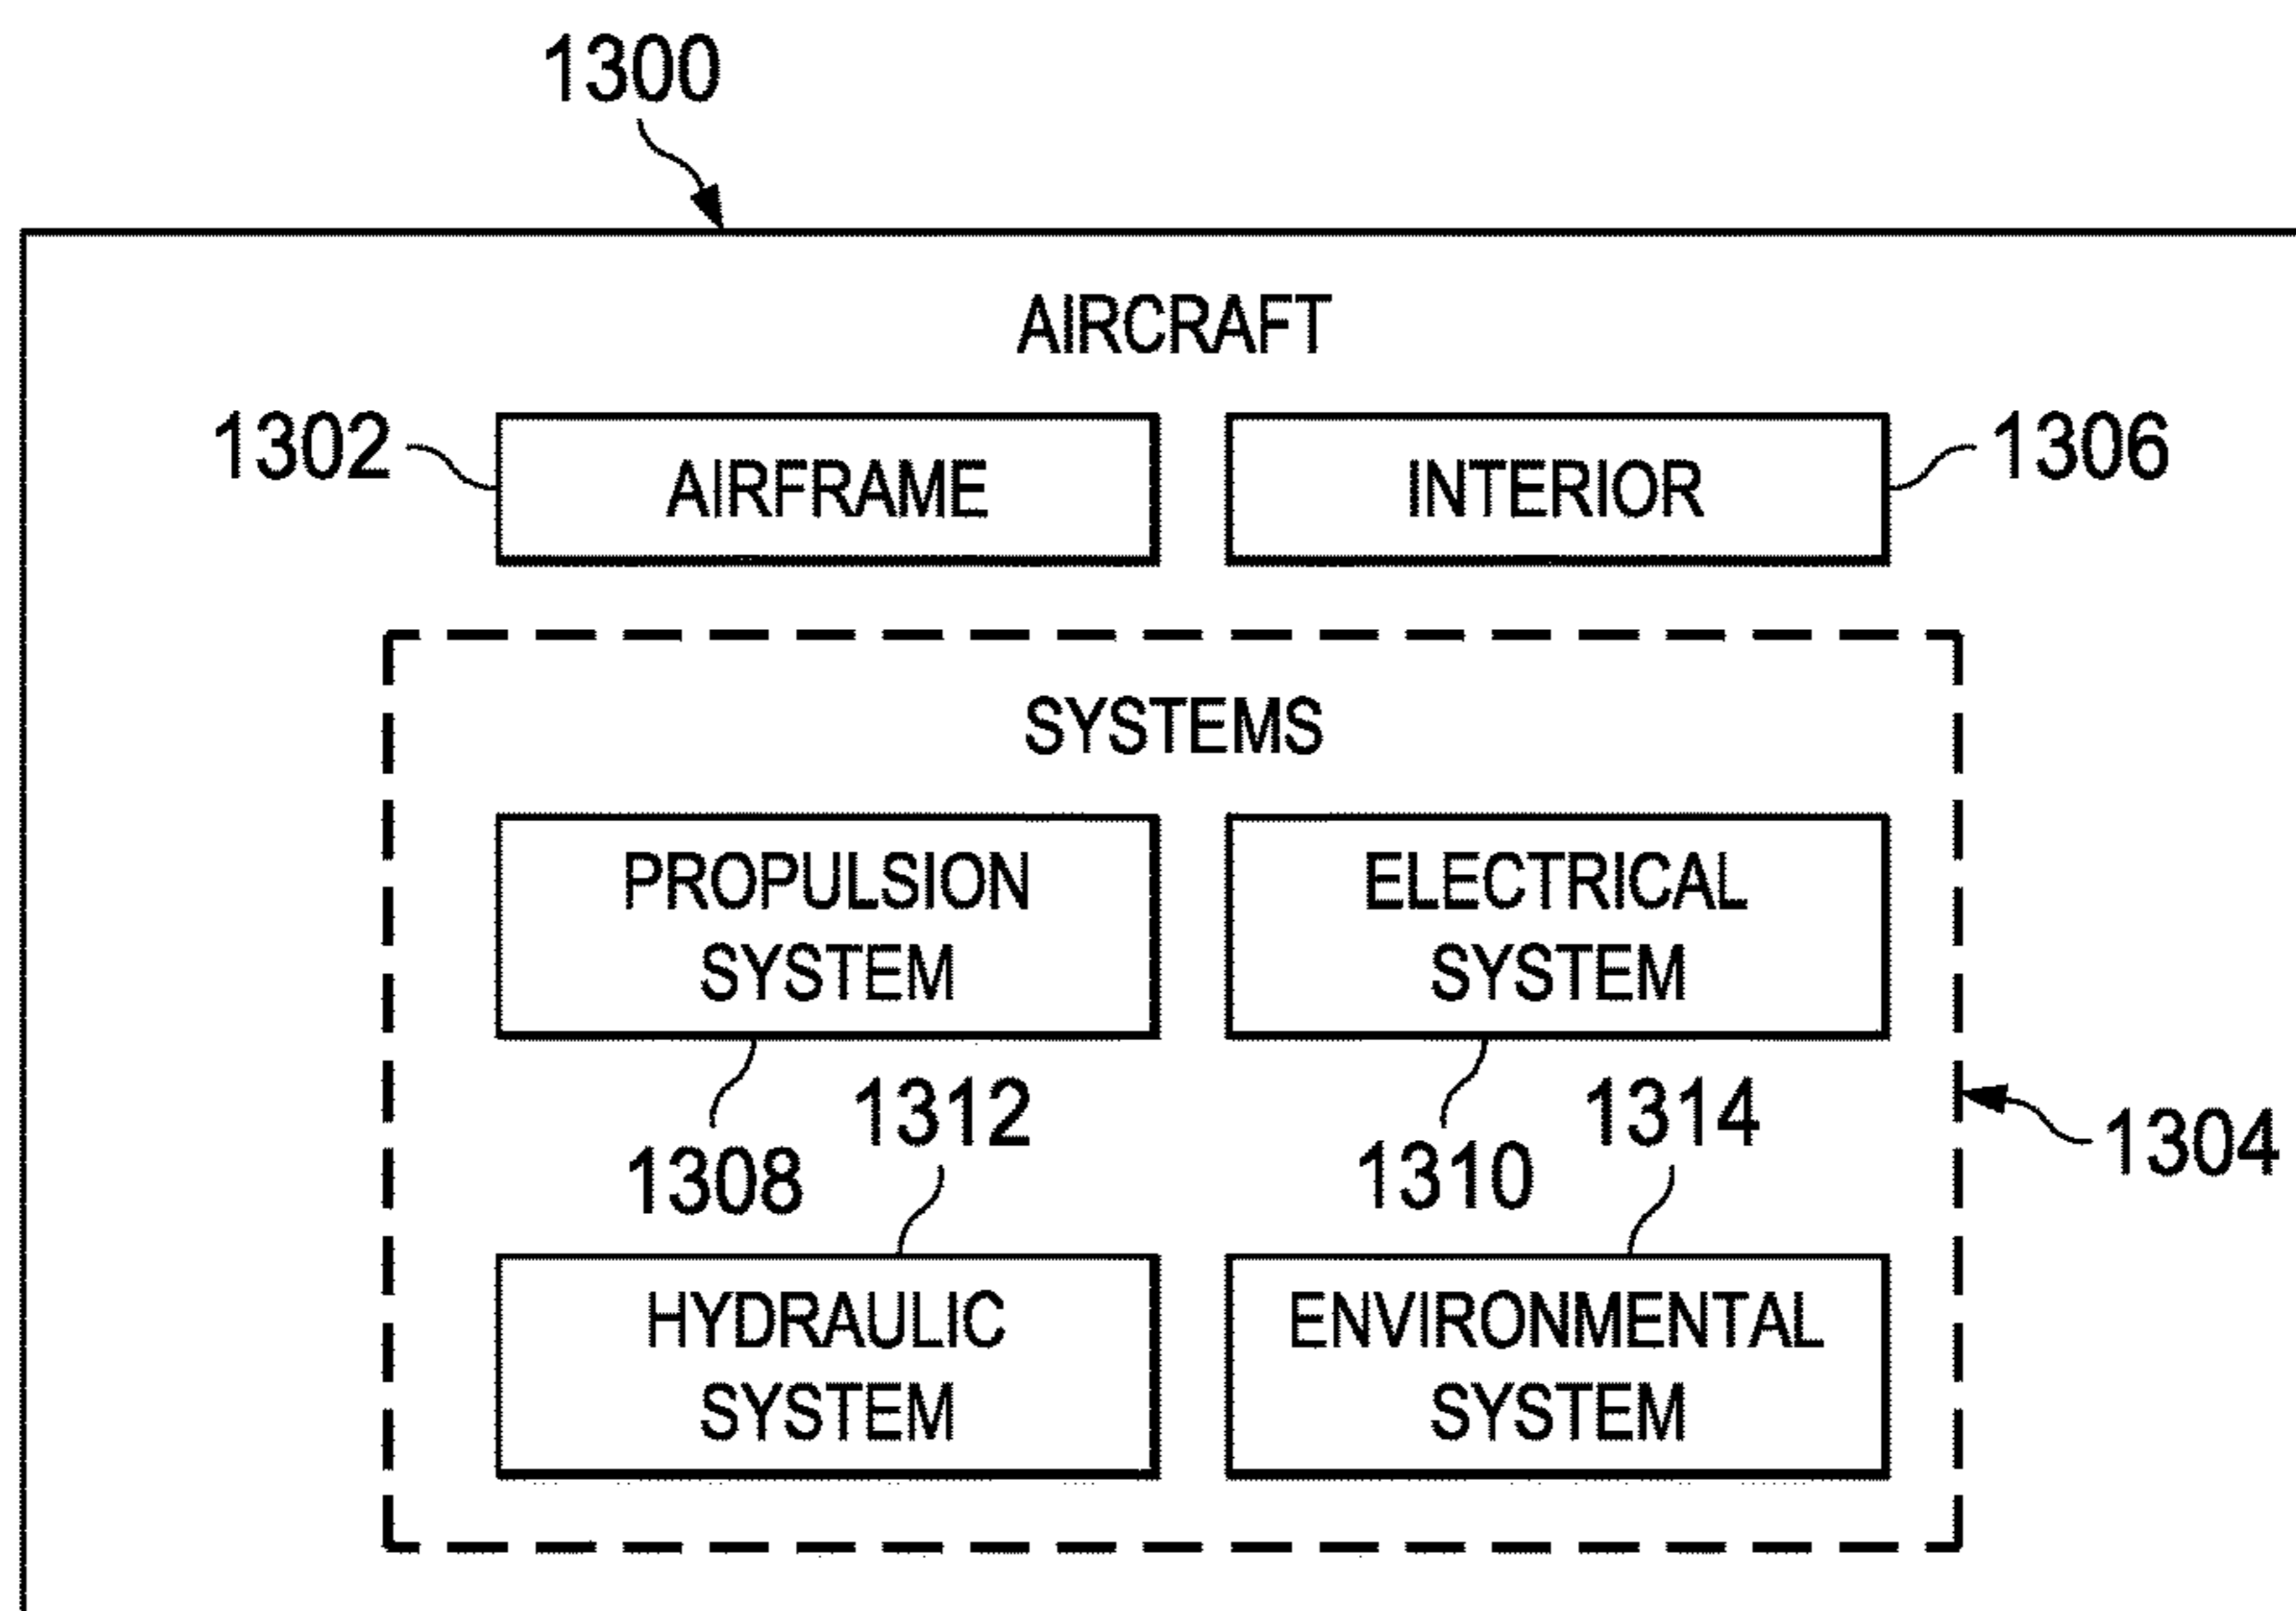 1300
AIRCRAFT
1302
AIRFRAME
INTERIOR
1306
SYSTEMS
PROPULSION
SYSTEM
ELECTRICAL
SYSTEM
1308
1312
1310
1314
1304
HYDRAULIC
SYSTEM
ENVIRONMENTAL
SYSTEM